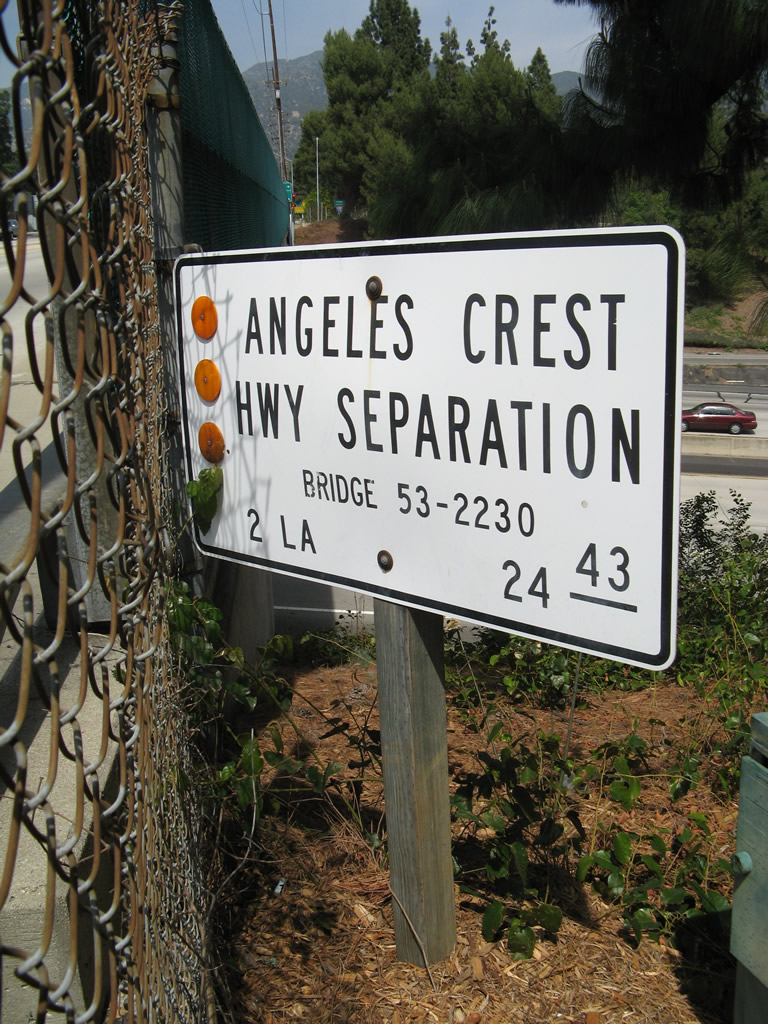 ANGELES CREST
HWY SEPARATION
BRIDGE 53-2230
2 LA 24 43